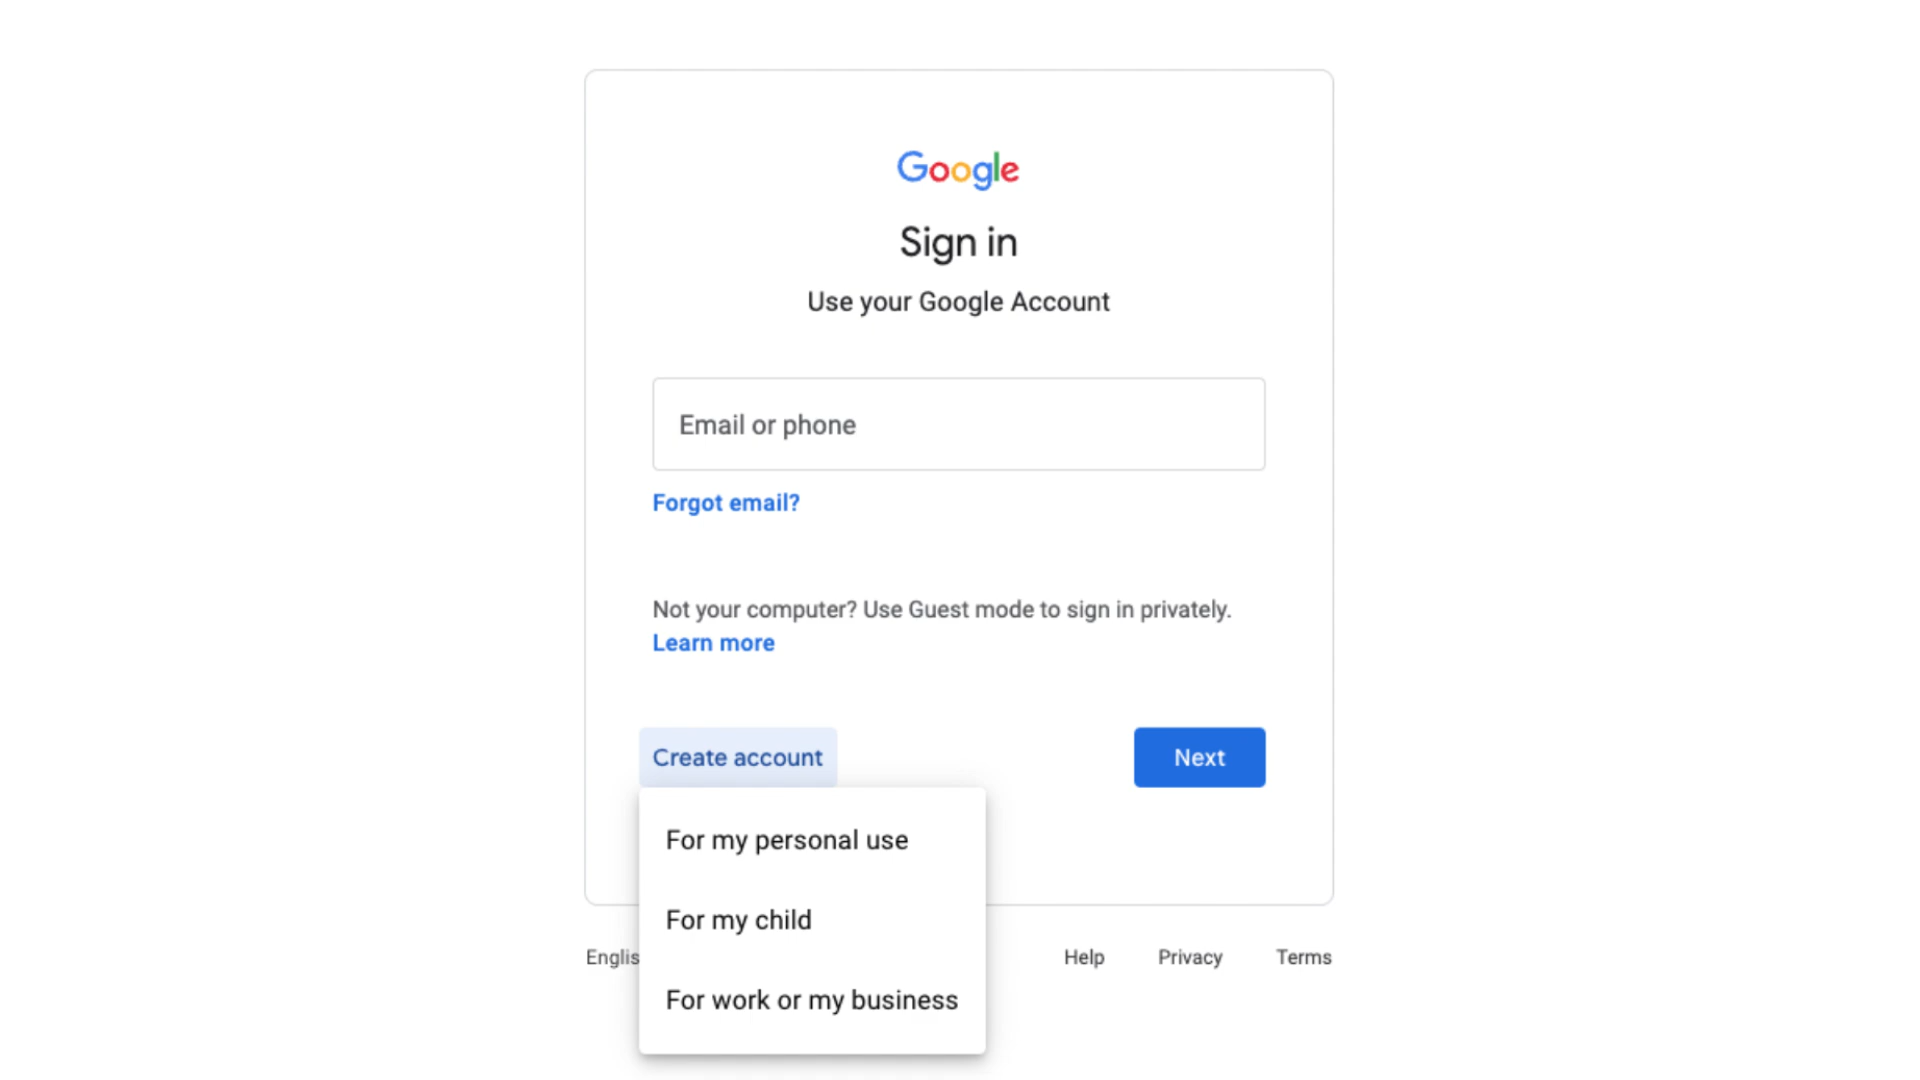 Google
Sign in
Use your Google Account
Email or phone
Forgot email?
Not your computer? Use Guest mode to sign in privately.
Learn more
Create account
Next
For my personal use
For my child
For work or my business
Englis
Help
Privacy
Terms